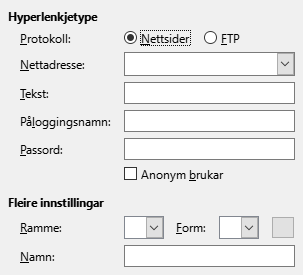 Hyperlenkjetype
Protokoll: Nettsider FTP
Nettadresse:
Tekst:
Påloggingsnamn:
Passord:
Anonym brukar
Fleire innstillingar
Ramme: Form:
Namn: